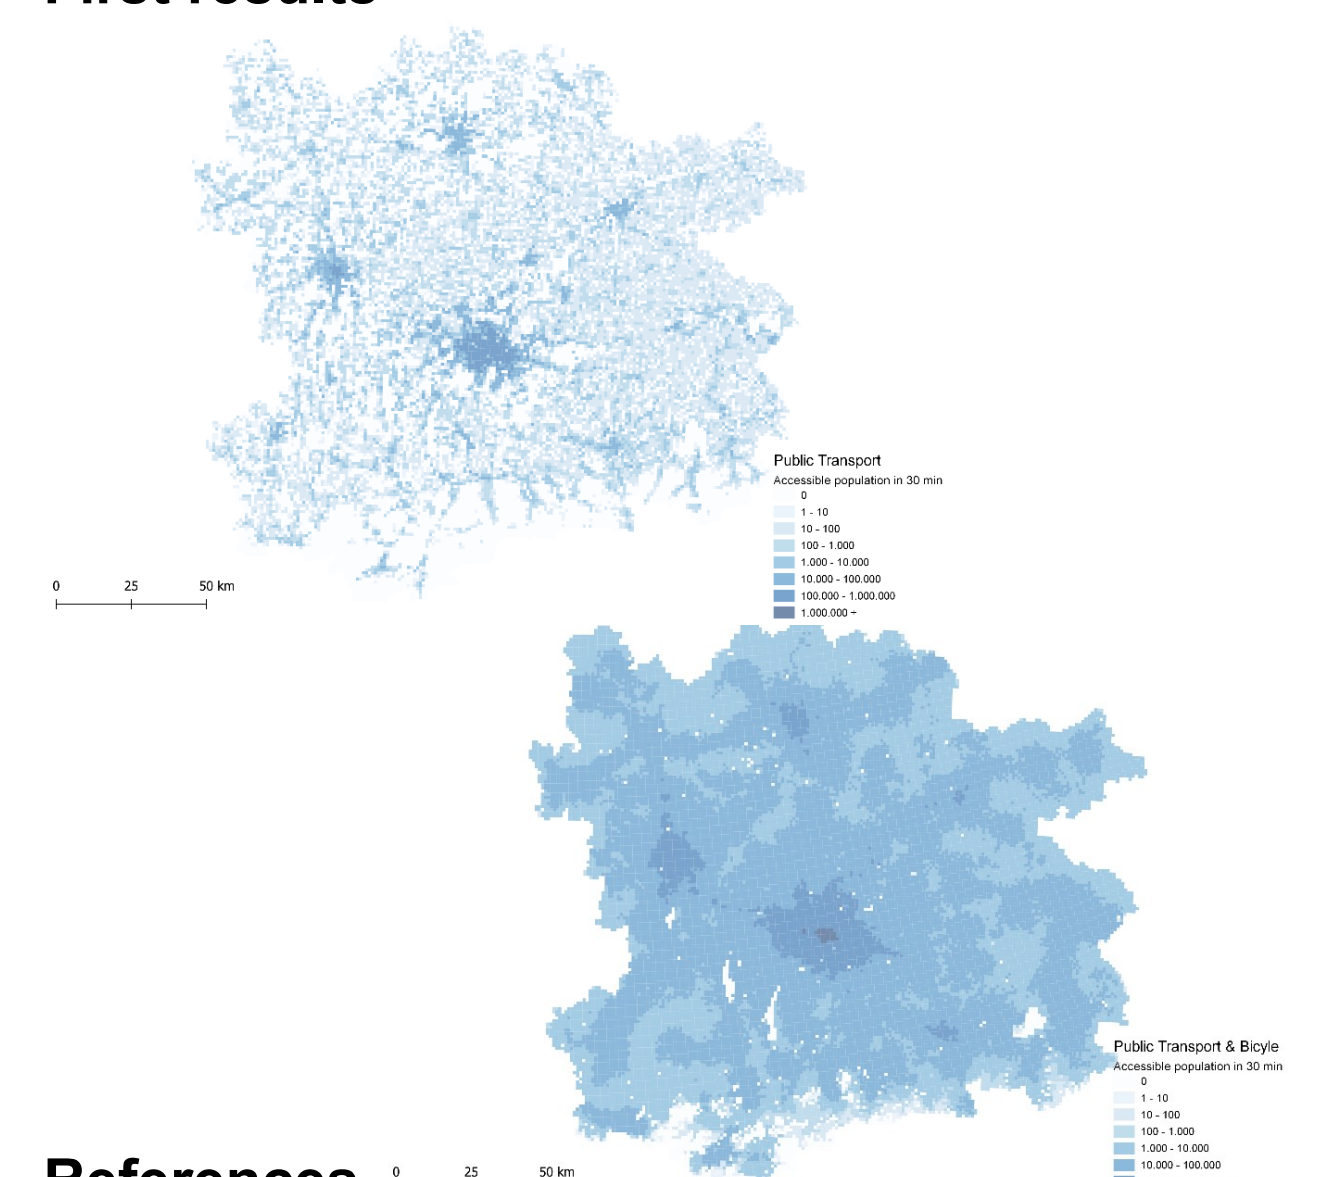 First results
Public Transport
Accessible population in 30 min
0
1 - 10
10 - 100
100 - 1.000
1.000 - 10.000
10.000 - 100.000
100.000 - 1.000.000
1.000.000 +
0 25 50 km
Public Transport & Bicyle
Accessible population in 30 min
0
1 - 10
10 - 100
100 - 1.000
1.000 - 10.000
10.000 - 100.000
References
0 25 50 km